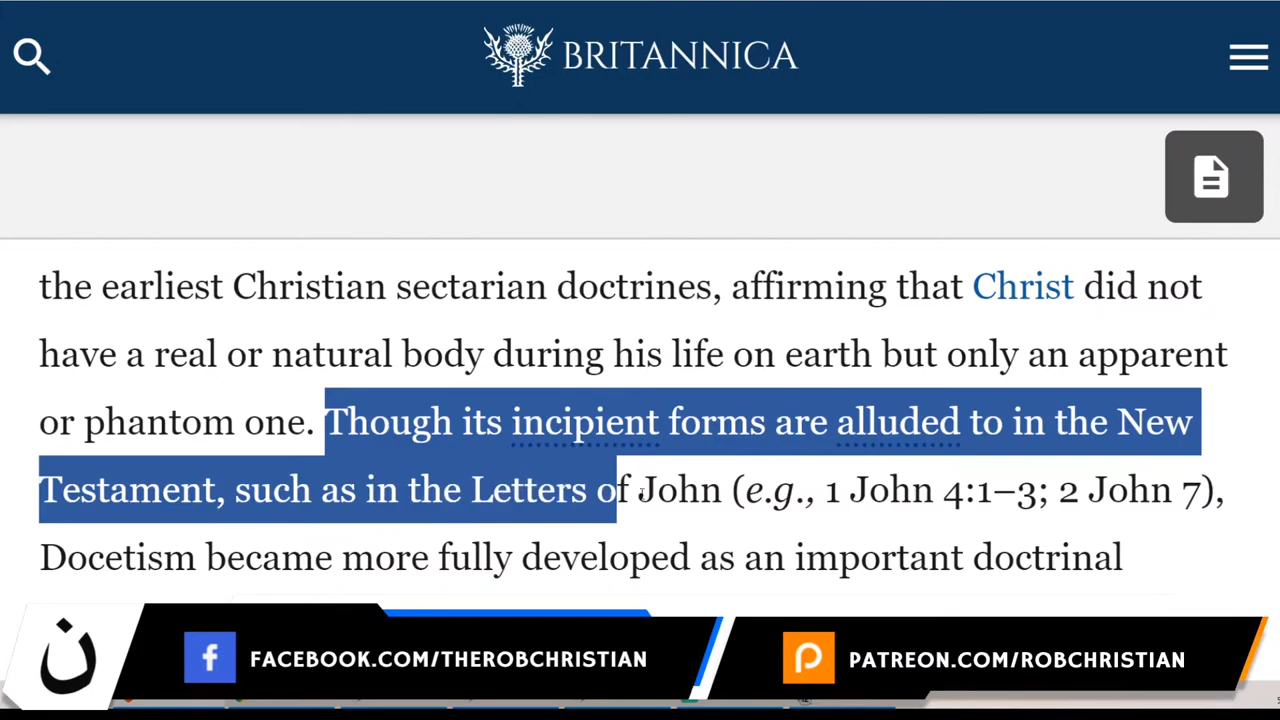 BRITANNICA
the earliest Christian sectarian doctrines, affirming that Christ did not
have a real or natural body during his life on earth but only an apparent
or phantom one. Though its incipient forms are alluded to in the New
Testament, such as in the Letters of John (e.g., 1 John 4:1–3; 2 John 7),
Docetism became more fully developed as an important doctrinal
ن
f FACEBOOK.COM/THEROBCHRISTIAN
PATREON.COM/ROBCHRISTIAN